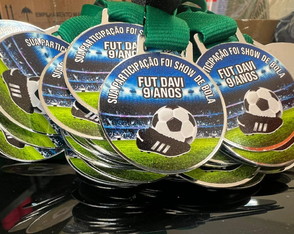 SUA PARTICIPAÇÃO FOI SHOW DE BOLA
FUT DAVI
9/ANOS